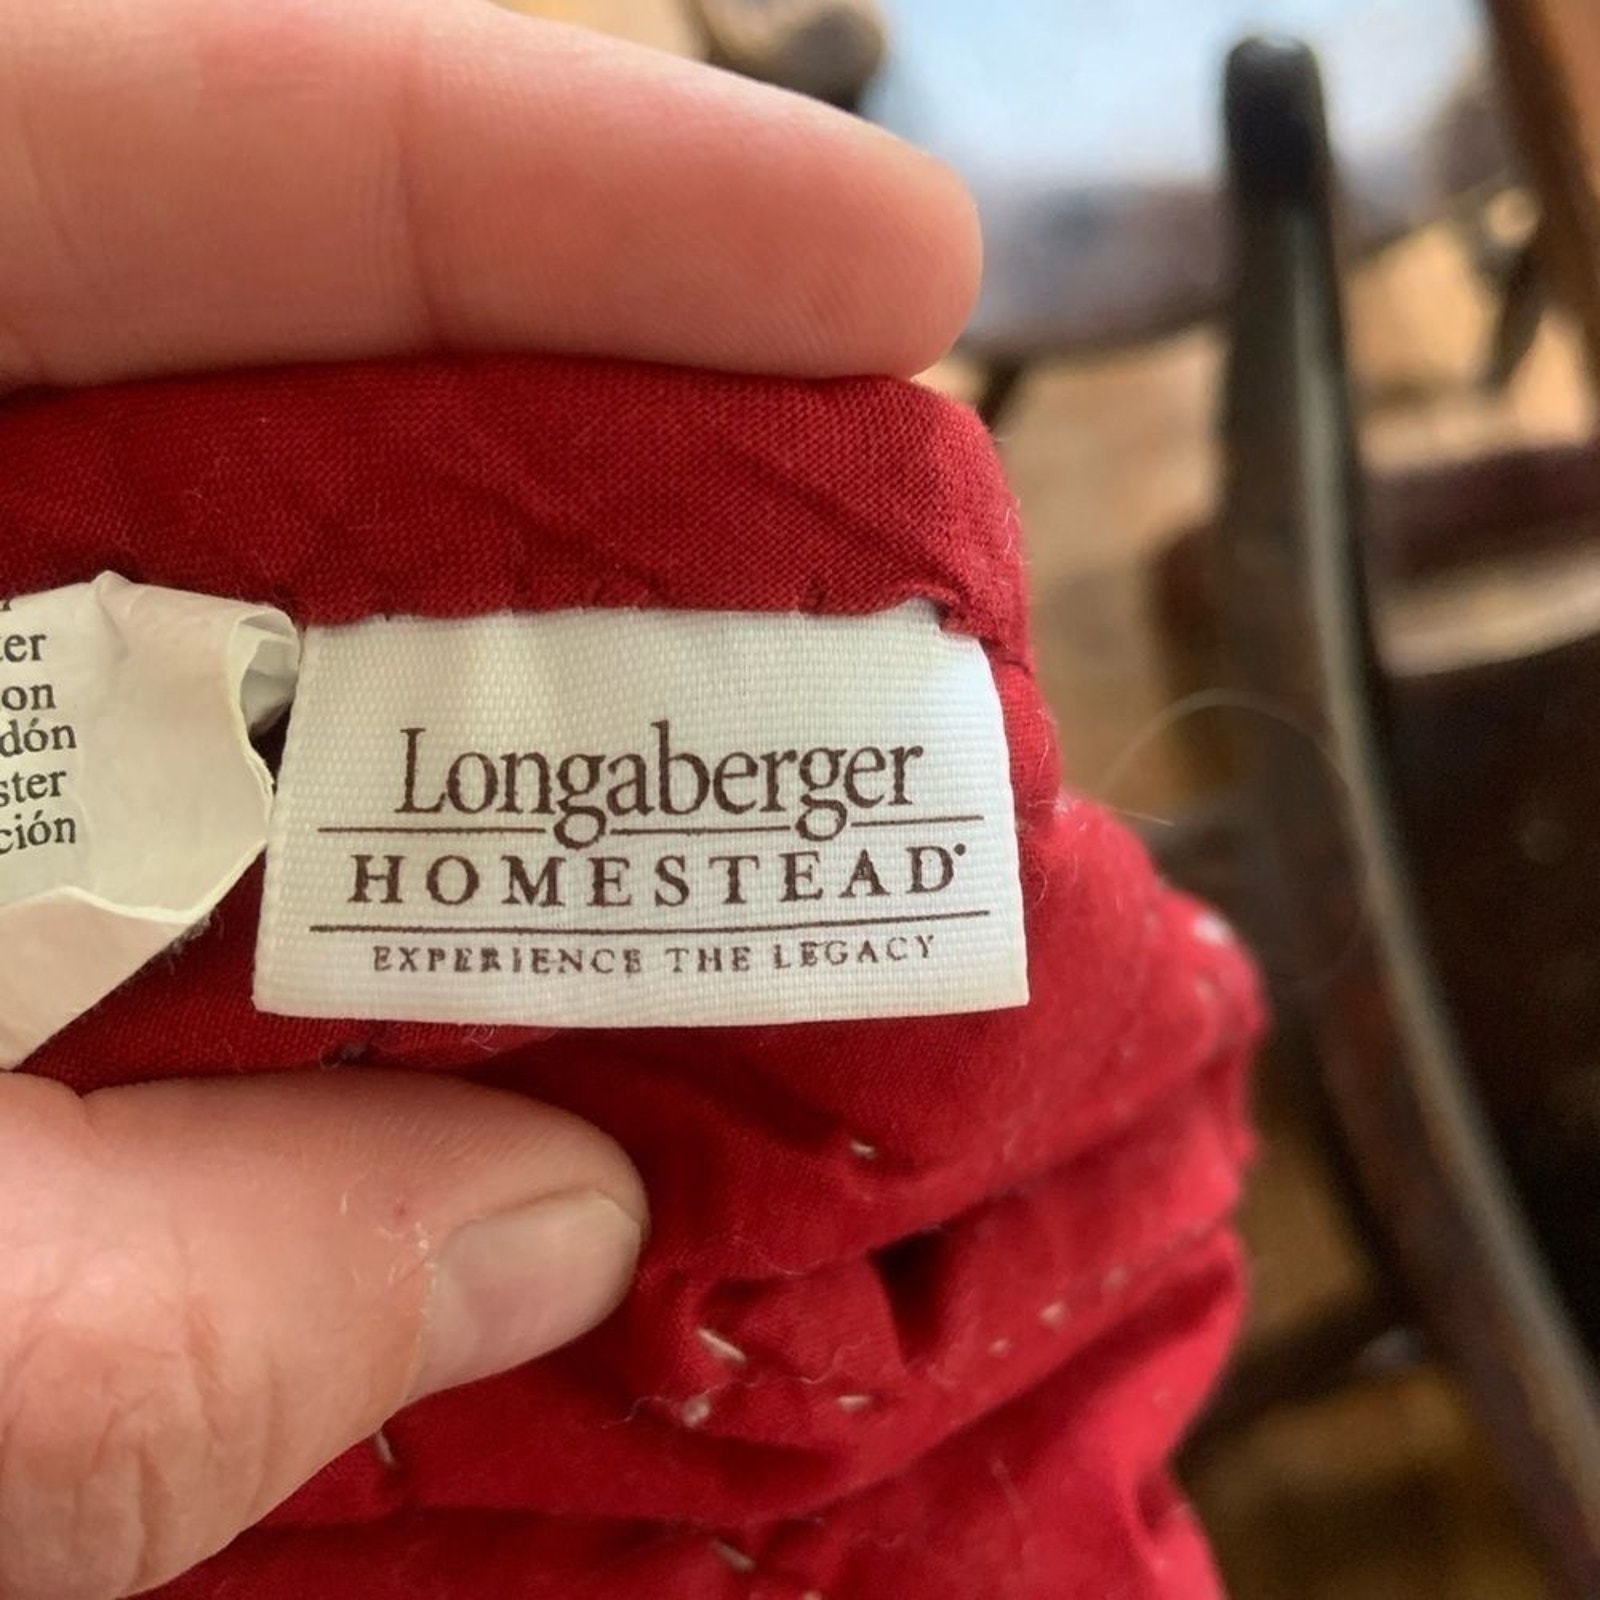 ter
on
dón
ster
ción
Longaberger
HOMESTEAD
EXPERIENCE THE LEGACY